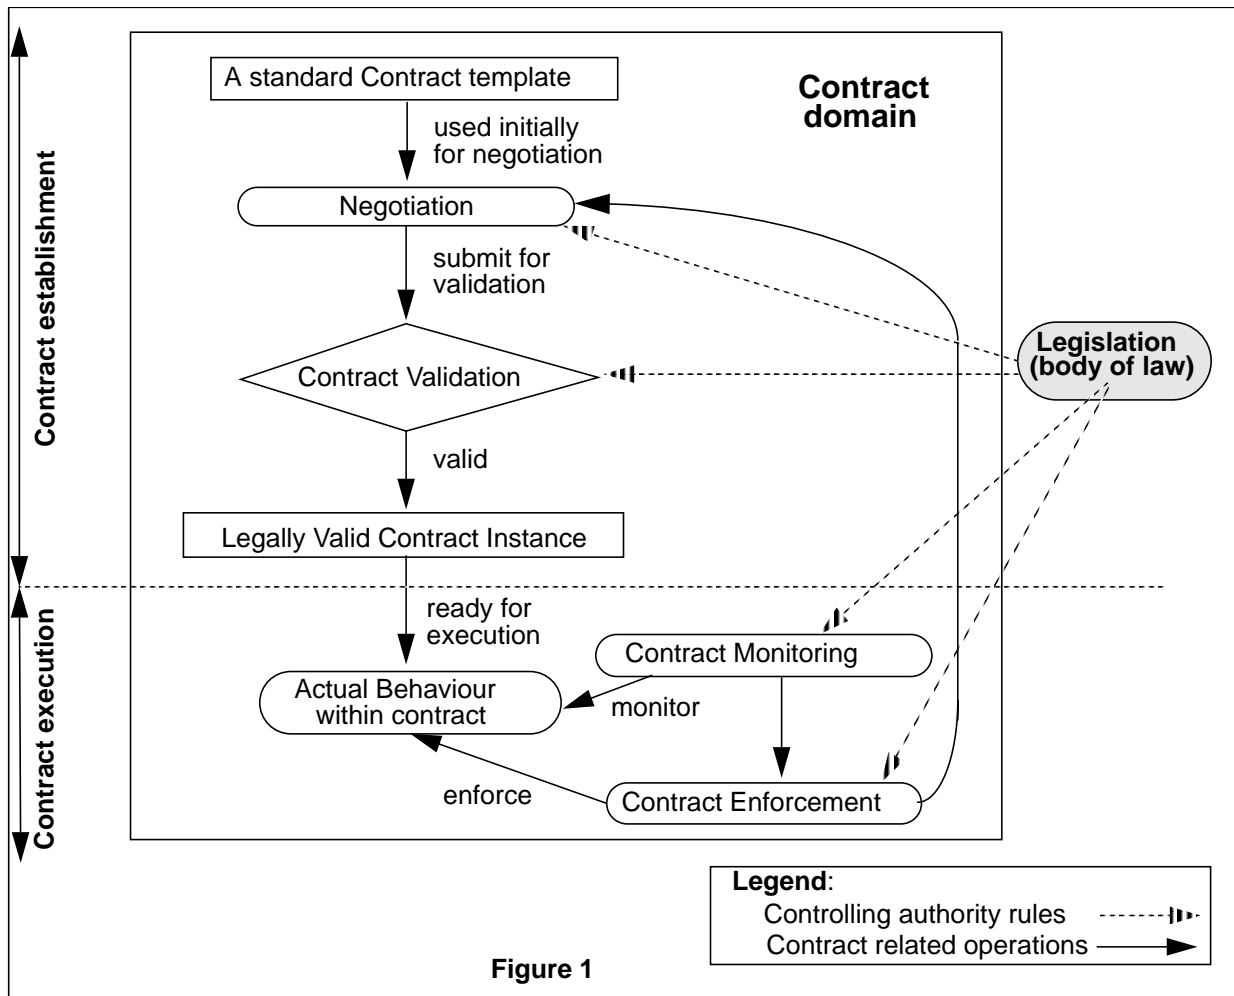 A standard Contract template
Contract
domain
used initially
for negotiation
Negotiation
submit for
validation
Contract establishment
Legislation
(body of law)
Contract Validation
valid
Legally Valid Contract Instance
ready for
execution
Contract Monitoring
Actual Behaviour
within contract
monitor
Contract execution
enforce
Contract Enforcement
Legend:
Controlling authority rules
Contract related operations
Figure 1